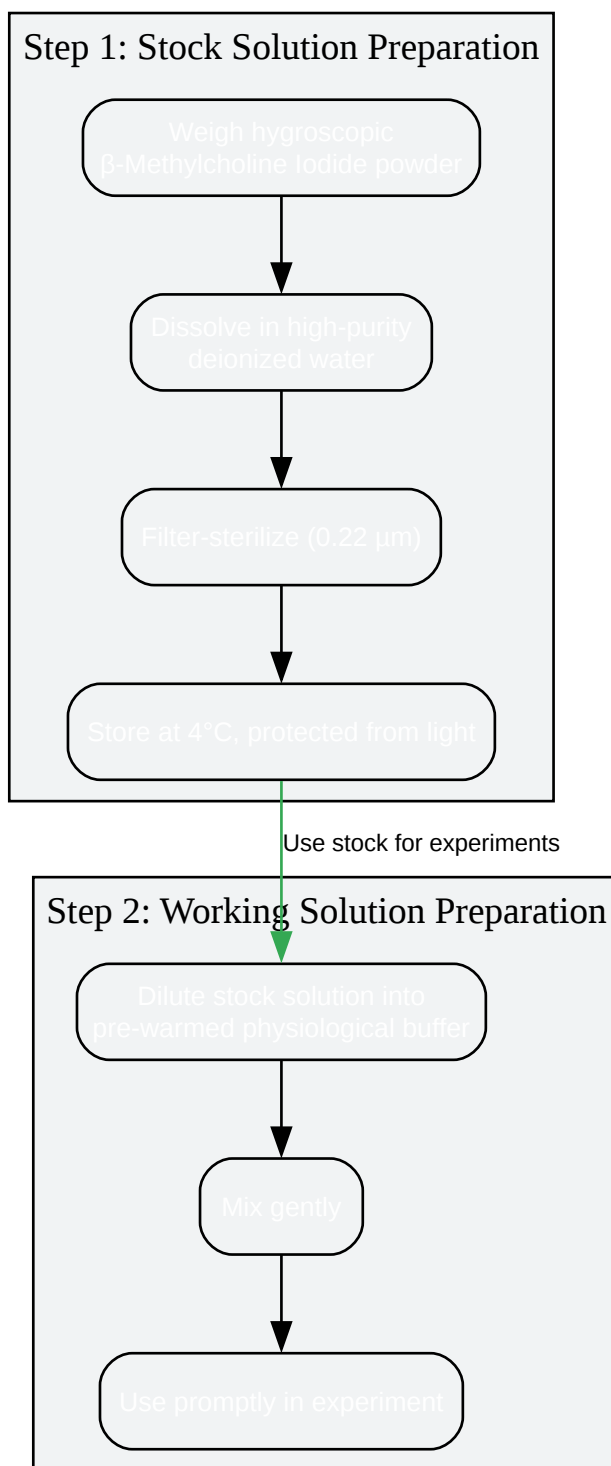 Step 1: Stock Solution Preparation
Weigh hygroscopic
β-Methylcholine Iodide powder
Dissolve in high-purity
deionized water
Filter-sterilize (0.22 µm)
Store at 4°C, protected from light
Use stock for experiments
Step 2: Working Solution Preparation
Dilute stock solution into
pre-warmed physiological buffer
Mix gently
Use promptly in experiment